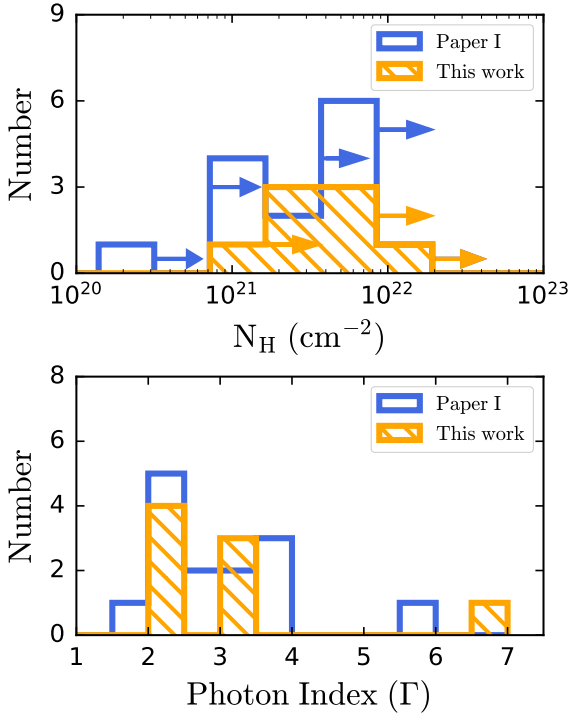 9
6
3
0
Number
Paper I
This work
10^20 10^21 10^22 10^23
N_H (cm^−2)
8
6
4
2
0
Number
Paper I
This work
1 2 3 4 5 6 7
Photon Index (Γ)